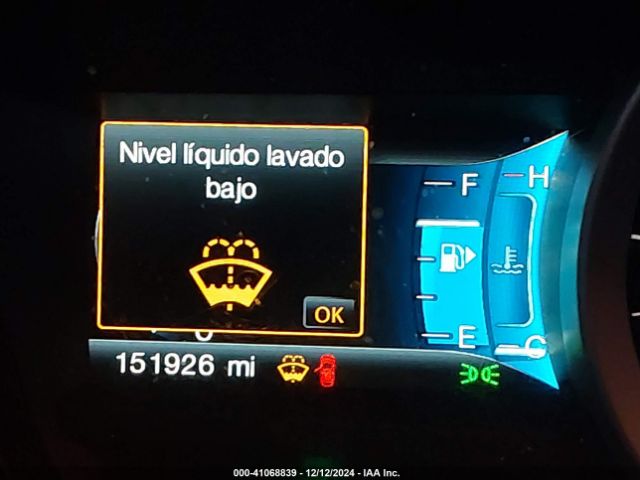 Nivel líquido lavado
bajo
OK
F
H
E
C
151926 mi
000-41068839 - 12/12/2024 - IAA Inc.